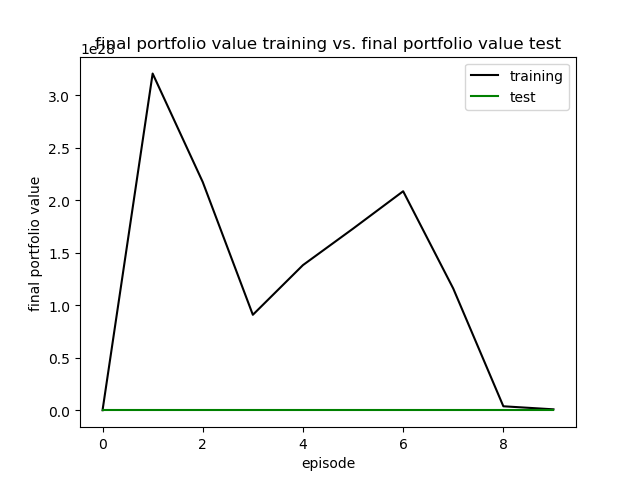 final portfolio value training vs. final portfolio value test
1e28
training
test
3.0
2.5
2.0
1.5
1.0
0.5
0.0
final portfolio value
0 2 4 6 8
episode